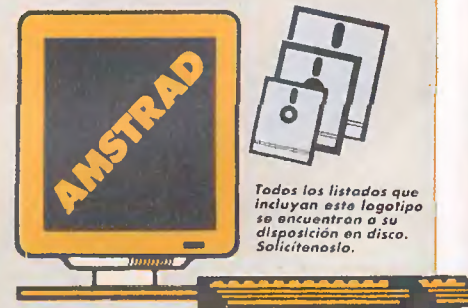 AMSTRAD
Todos los listados que
incluyan este logotipo
se encuentran a su
disposición en disco.
Solicítenoslo.